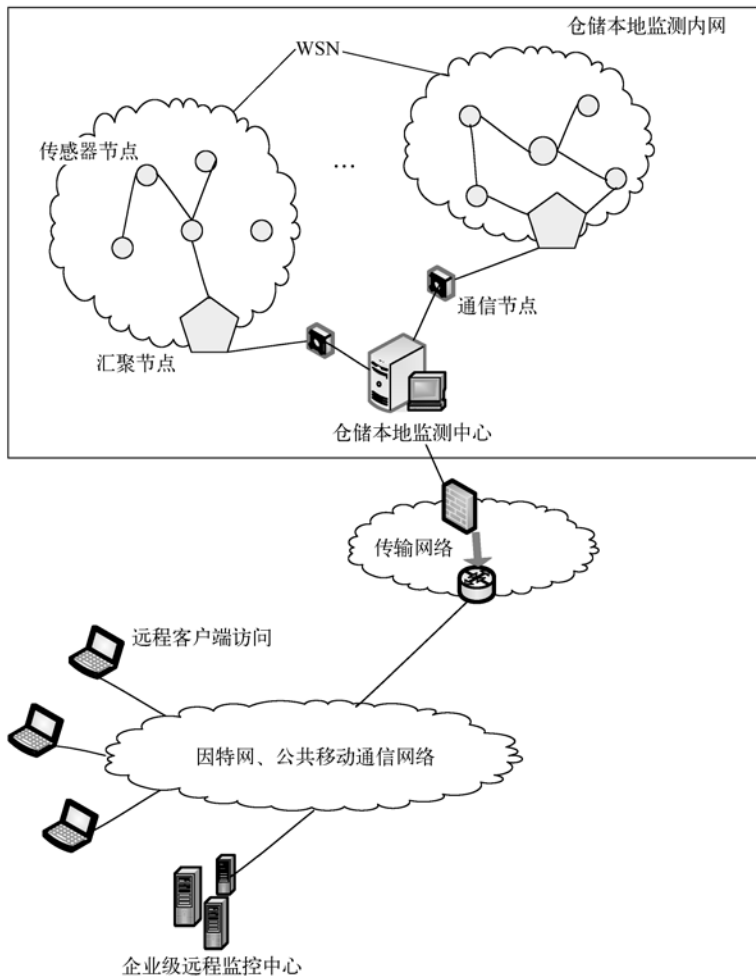 仓储本地监测内网
WSN
传感器节点
...
通信节点
汇聚节点
仓储本地监测中心
传输网络
远程客户端访问
因特网、公共移动通信网络
企业级远程监控中心